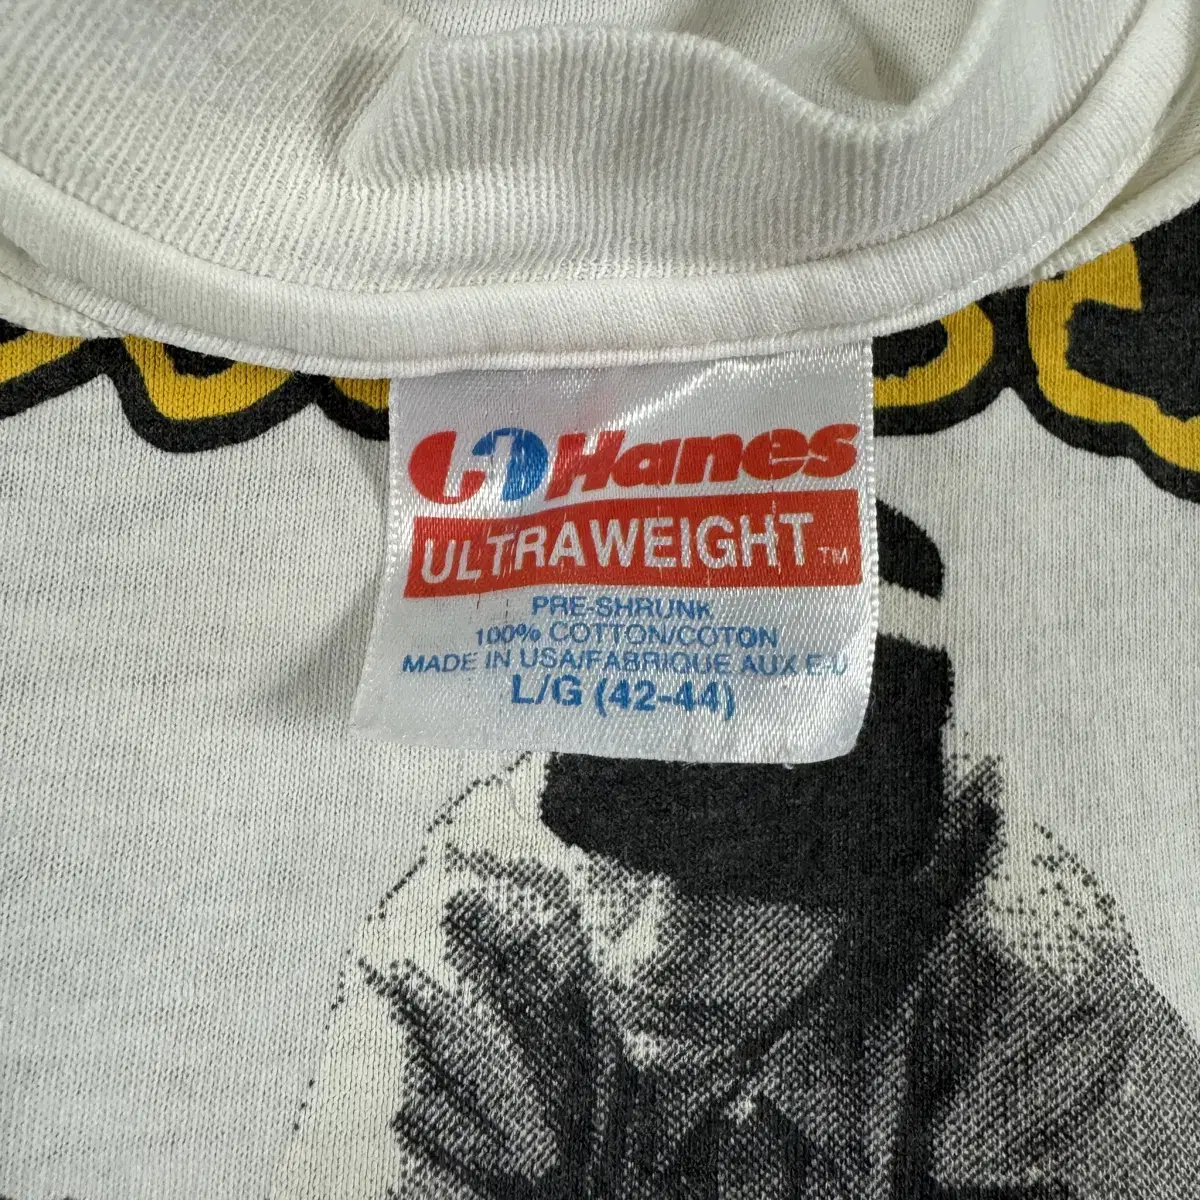 Hanes
ULTRAWEIGHT™
PRE-SHRUNK
100% COTTON/COTON
MADE IN USA/FABRIQUE AUX E-U
L/G (42-44)